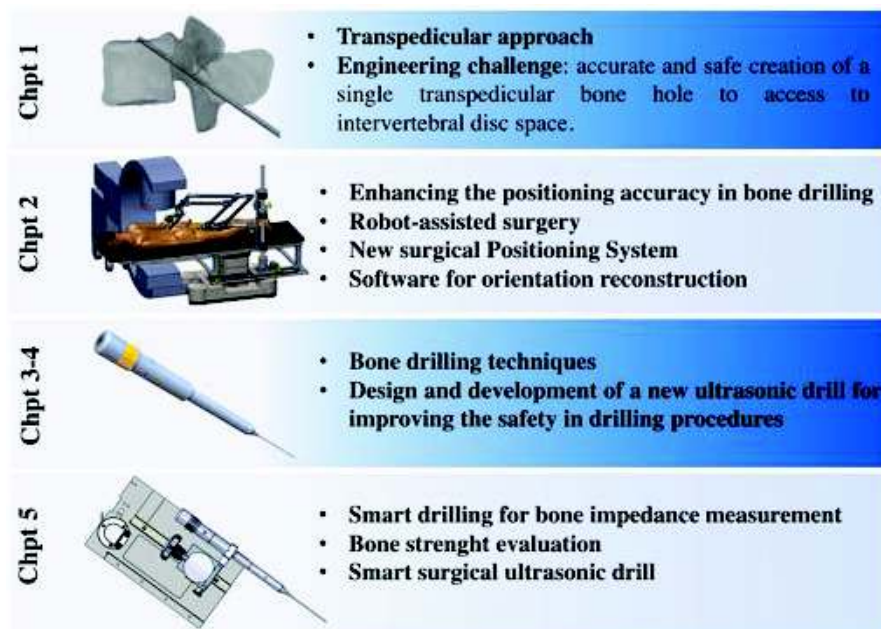 Chpt 1
• Transpedicular approach
• Engineering challenge: accurate and safe creation of a
single transpedicular bone hole to access to
intervertebral disc space.
Chpt 2
• Enhancing the positioning accuracy in bone drilling
• Robot-assisted surgery
• New surgical Positioning System
• Software for orientation reconstruction
Chpt 3-4
• Bone drilling techniques
• Design and development of a new ultrasonic drill for
improving the safety in drilling procedures
Chpt 5
• Smart drilling for bone impedance measurement
• Bone strenght evaluation
• Smart surgical ultrasonic drill